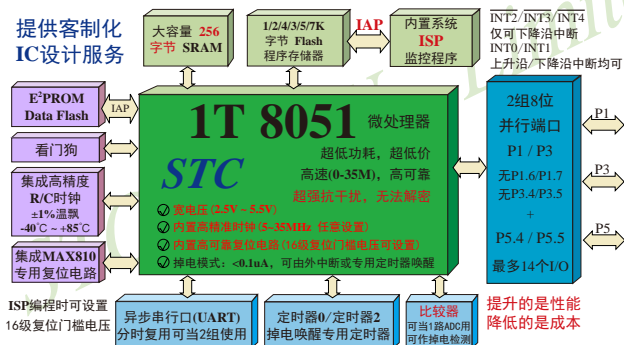 提供客制化
IC设计服务
大容量 256
字节 SRAM
1/2/4/3/5/7K
字节 Flash
程序存储器
IAP
内置系统
ISP
监控程序
INT2 / INT3 / INT4
仅可下降沿中断
INT0 / INT1
上升沿/下降沿中断均可
E²PROM
Data Flash
IAP
看门狗
集成高精度
R/C时钟
±1%温飘
-40℃ ~ +85℃
集成MAX810
专用复位电路
ISP编程时可设置
16级复位门槛电压
1T 8051 微处理器
STC
超低功耗，超低价
高速(0-35M)，高可靠
超强抗干扰，无法解密
宽电压(2.5V ~ 5.5V)
内置高精准时钟(5~35MHz 任意设置)
内置高可靠复位电路(16级复位门槛电压可设置)
掉电模式：<0.1uA，可由外中断或专用定时器唤醒
2组8位
并行端口
P1 / P3
无P1.6/P1.7
无P3.4/P3.5
+
P5.4 / P5.5
最多14个I/O
P1
P3
P5
异步串行口(UART)
分时复用可当2组使用
定时器0/定时器2
掉电唤醒专用定时器
比较器
可当1路ADC用
可作掉电检测
提升的是性能
降低的是成本